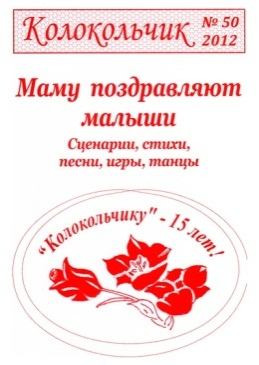 Колокольчик
№ 50
2012
Маму поздравляют
малыши
Сценарии, стихи,
песни, игры, танцы
"Колокольчику" - 15 лет!